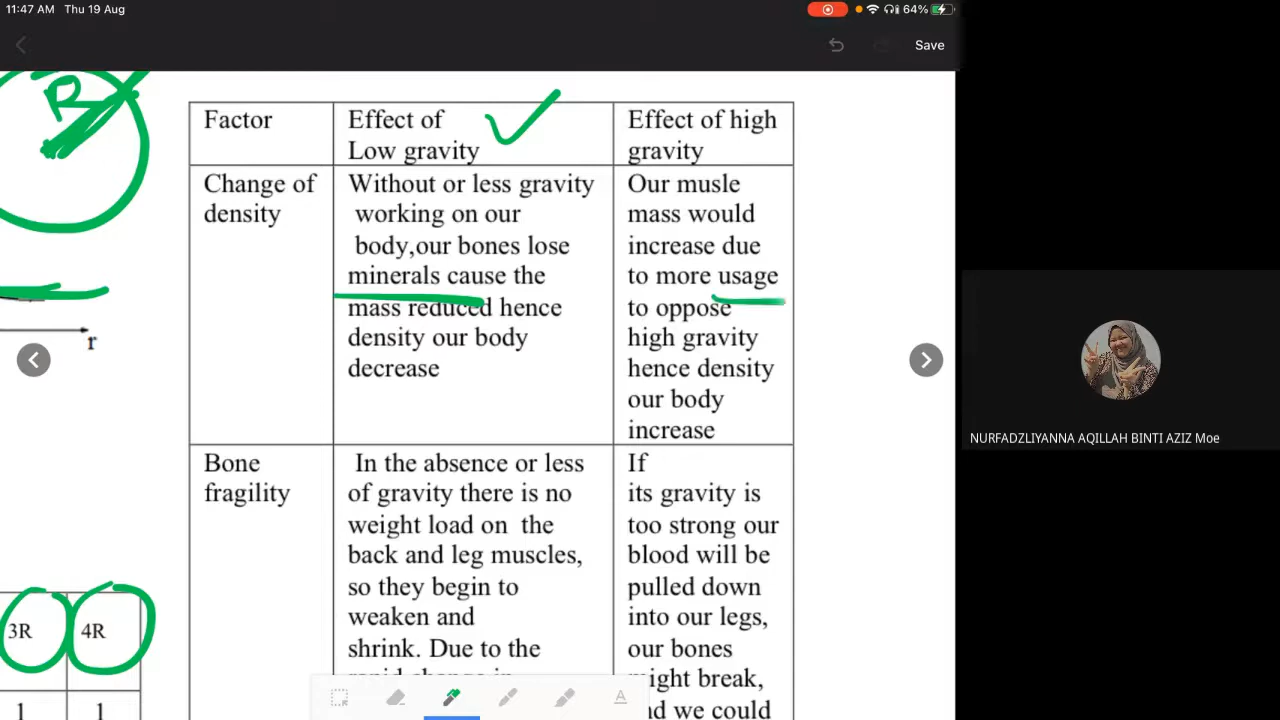 11:47 AM Thu 19 Aug
64%
Save
R
r
3R
4R
1
1
Factor
Effect of
Low gravity
Effect of high
gravity
Change of
density
Without or less gravity
working on our
body,our bones lose
minerals cause the
mass reduced hence
density our body
decrease
Our musle
mass would
increase due
to more usage
to oppose
high gravity
hence density
our body
increase
Bone
fragility
In the absence or less
of gravity there is no
weight load on the
back and leg muscles,
so they begin to
weaken and
shrink. Due to the
If
its gravity is
too strong our
blood will be
pulled down
into our legs,
our bones
might break,
we could
A
NURFADZLIYANNA AQILLAH BINTI AZIZ Moe